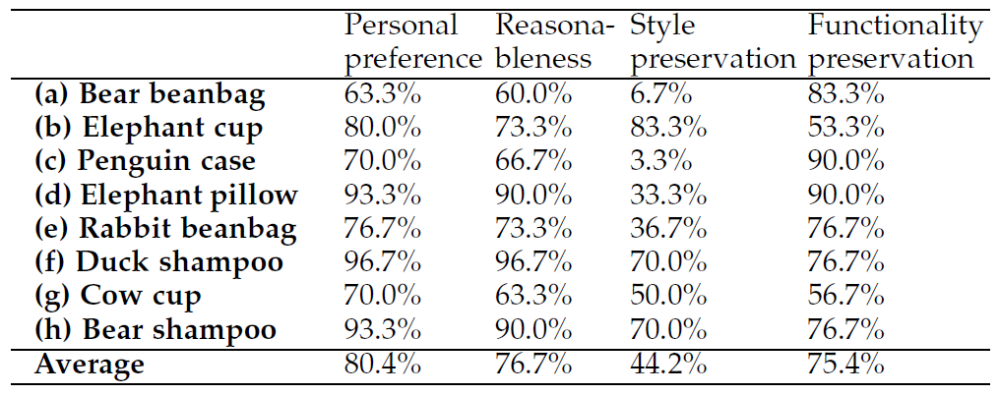 Personal Reasona- Style Functionality
preference bleness preservation preservation
(a) Bear beanbag 63.3% 60.0% 6.7% 83.3%
(b) Elephant cup 80.0% 73.3% 83.3% 53.3%
(c) Penguin case 70.0% 66.7% 3.3% 90.0%
(d) Elephant pillow 93.3% 90.0% 33.3% 90.0%
(e) Rabbit beanbag 76.7% 73.3% 36.7% 76.7%
(f) Duck shampoo 96.7% 96.7% 70.0% 76.7%
(g) Cow cup 70.0% 63.3% 50.0% 56.7%
(h) Bear shampoo 93.3% 90.0% 70.0% 76.7%
Average 80.4% 76.7% 44.2% 75.4%